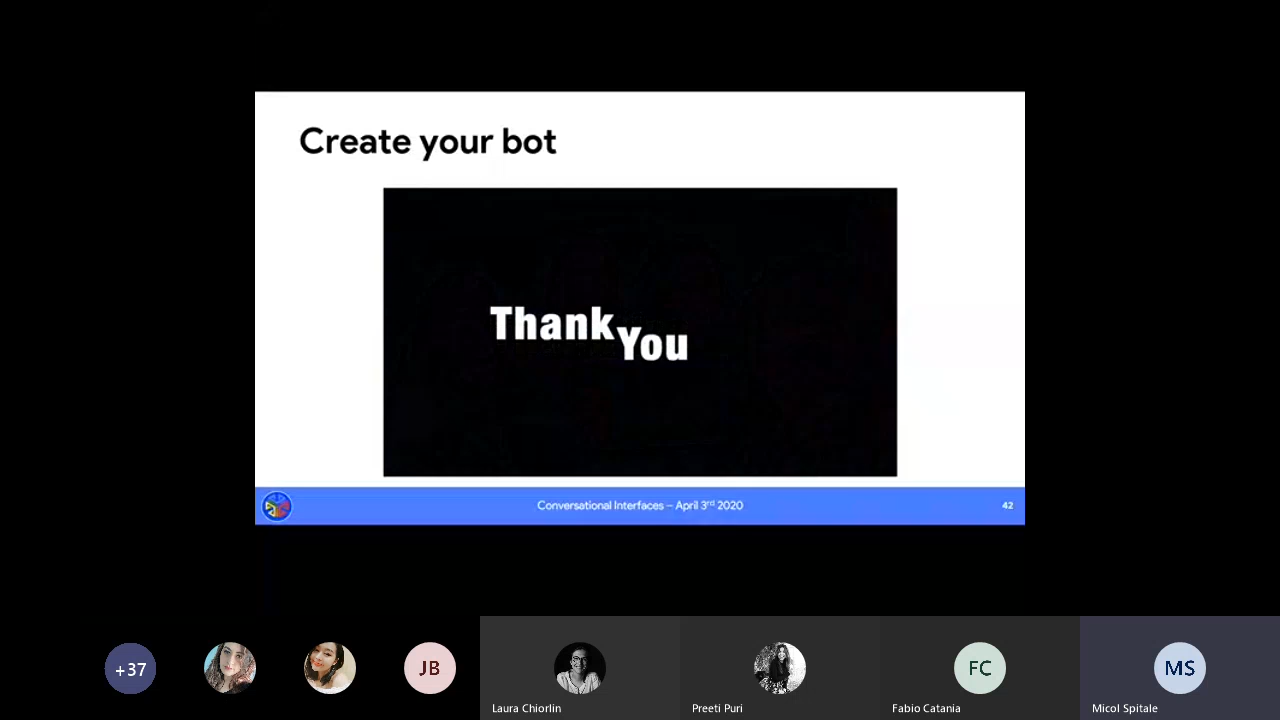 Create your bot
Thank You
Conversational Interfaces – April 3rd 2020
42
+37
JB
FC
MS
Laura Chiorlin
Preeti Puri
Fabio Catania
Micol Spitale